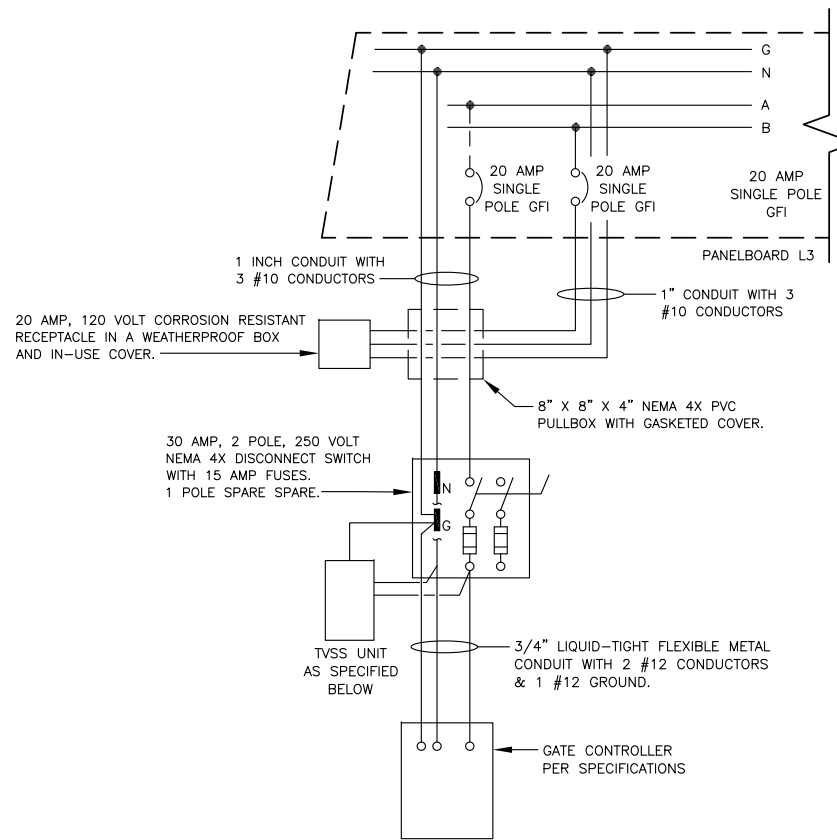 G
N
A
B
20 AMP
SINGLE
POLE GFI
20 AMP
SINGLE
POLE GFI
20 AMP
SINGLE POLE
GFI
PANELBOARD L3
1 INCH CONDUIT WITH
3 #10 CONDUCTORS
1" CONDUIT WITH 3
#10 CONDUCTORS
20 AMP, 120 VOLT CORROSION RESISTANT
RECEPTACLE IN A WEATHERPROOF BOX
AND IN-USE COVER.
8" X 8" X 4" NEMA 4X PVC
PULLBOX WITH GASKETED COVER.
30 AMP, 2 POLE, 250 VOLT
NEMA 4X DISCONNECT SWITCH
WITH 15 AMP FUSES.
1 POLE SPARE SPARE.
N
G
TVSS UNIT
AS SPECIFIED
BELOW
3/4" LIQUID-TIGHT FLEXIBLE METAL
CONDUIT WITH 2 #12 CONDUCTORS
& 1 #12 GROUND.
GATE CONTROLLER
PER SPECIFICATIONS